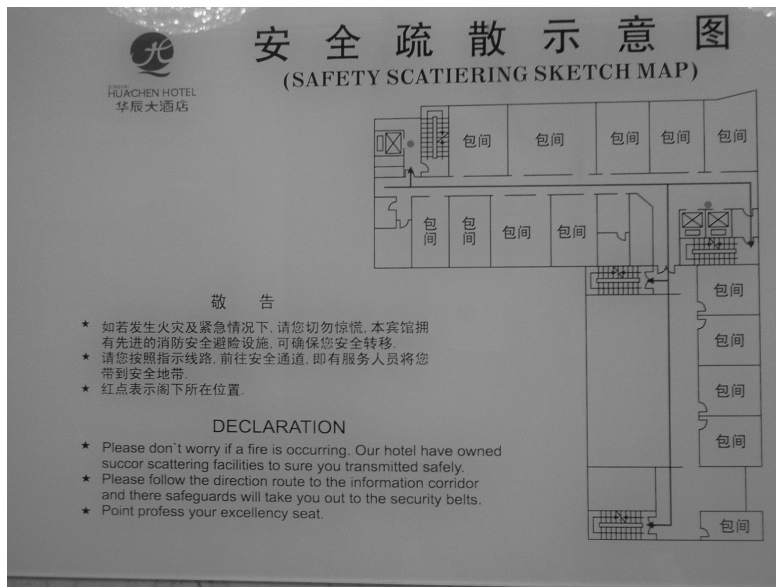 安全疏散示意图
(SAFETY SCATIERING SKETCH MAP)
HUACHEN HOTEL
华辰大酒店
包间
包间
包间
包间
包间
包间
包间
包间
包间
包间
包间
包间
包间
包间
敬 告
★ 如若发生火灾及紧急情况下, 请您切勿惊慌, 本宾馆拥
有先进的消防安全避险设施, 可确保您安全转移.
★ 请您按照指示线路, 前往安全通道, 即有服务人员将您
带到安全地带.
★ 红点表示阁下所在位置.
DECLARATION
★ Please don`t worry if a fire is occurring. Our hotel have owned
succor scattering facilities to sure you transmitted safely.
★ Please follow the direction route to the information corridor
and there safeguards will take you out to the security belts.
★ Point profess your excellency seat.